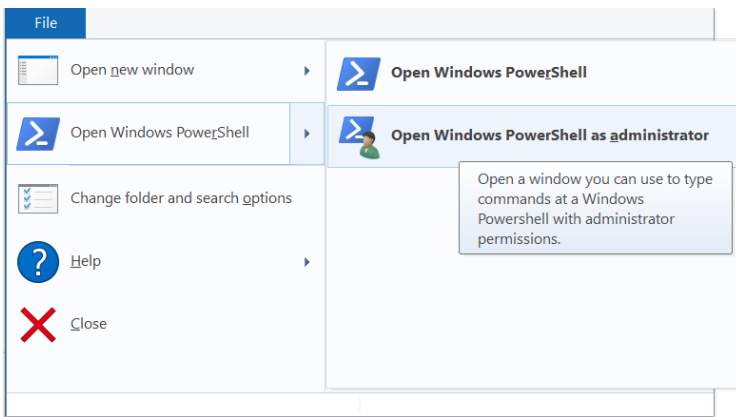 File
Open new window
Open Windows PowerShell
Change folder and search options
Help
Close
Open Windows PowerShell
Open Windows PowerShell as administrator
Open a window you can use to type
commands at a Windows
Powershell with administrator
permissions.